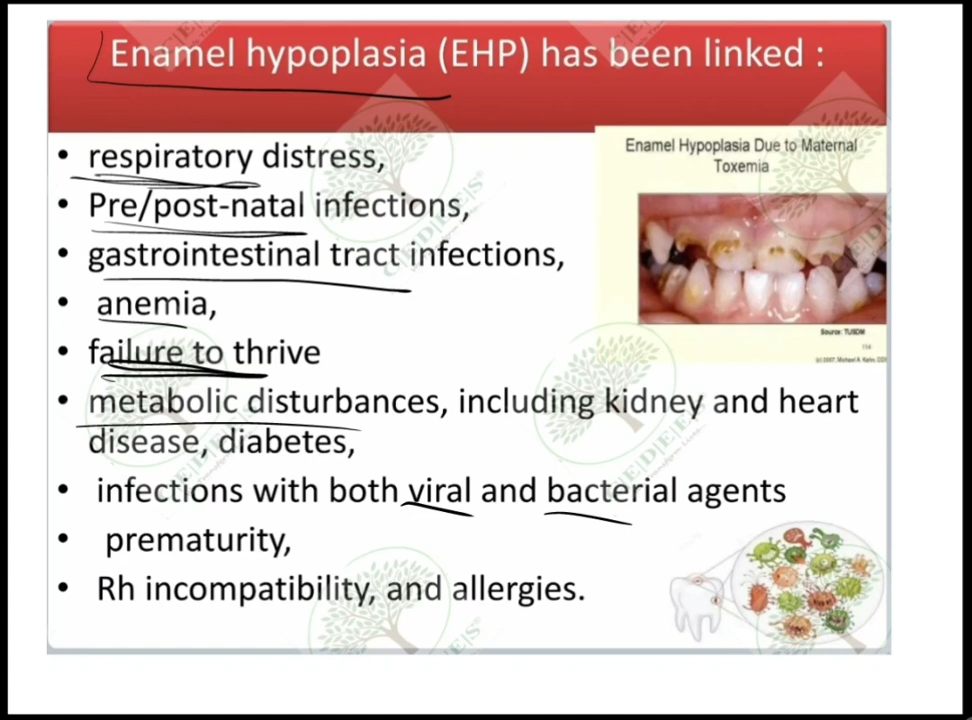 Enamel hypoplasia (EHP) has been linked :
• respiratory distress,
• Pre/post-natal infections,
• gastrointestinal tract infections,
• anemia,
• failure to thrive
• metabolic disturbances, including kidney and heart
disease, diabetes,
• infections with both viral and bacterial agents
• prematurity,
• Rh incompatibility, and allergies.
Enamel Hypoplasia Due to Maternal
Toxemia
Source: TUSDM